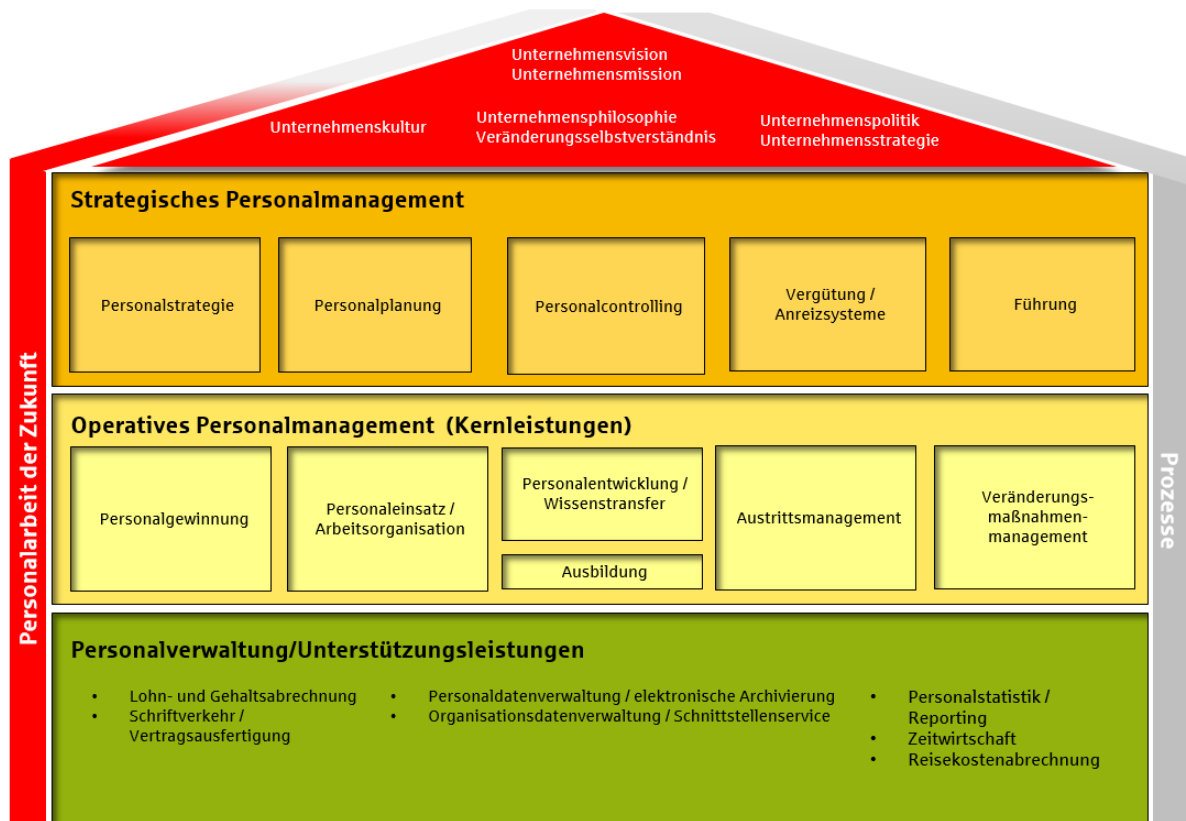 Unternehmensvision
Unternehmensmission
Unternehmenskultur
Unternehmensphilosophie
Veränderungsselbstverständnis
Unternehmenspolitik
Unternehmensstrategie
Personalarbeit der Zukunft
Strategisches Personalmanagement
Personalstrategie
Personalplanung
Personalcontrolling
Vergütung /
Anreizsysteme
Führung
Operatives Personalmanagement (Kernleistungen)
Personalgewinnung
Personaleinsatz /
Arbeitsorganisation
Personalentwicklung /
Wissenstransfer
Ausbildung
Austrittsmanagement
Veränderungs-
maßnahmen-
management
Prozesse
Personalverwaltung/Unterstützungsleistungen
• Lohn- und Gehaltsabrechnung
• Schriftverkehr /
Vertragsausfertigung
• Personaldatenverwaltung / elektronische Archivierung
• Organisationsdatenverwaltung / Schnittstellenservice
• Personalstatistik /
Reporting
• Zeitwirtschaft
• Reisekostenabrechnung